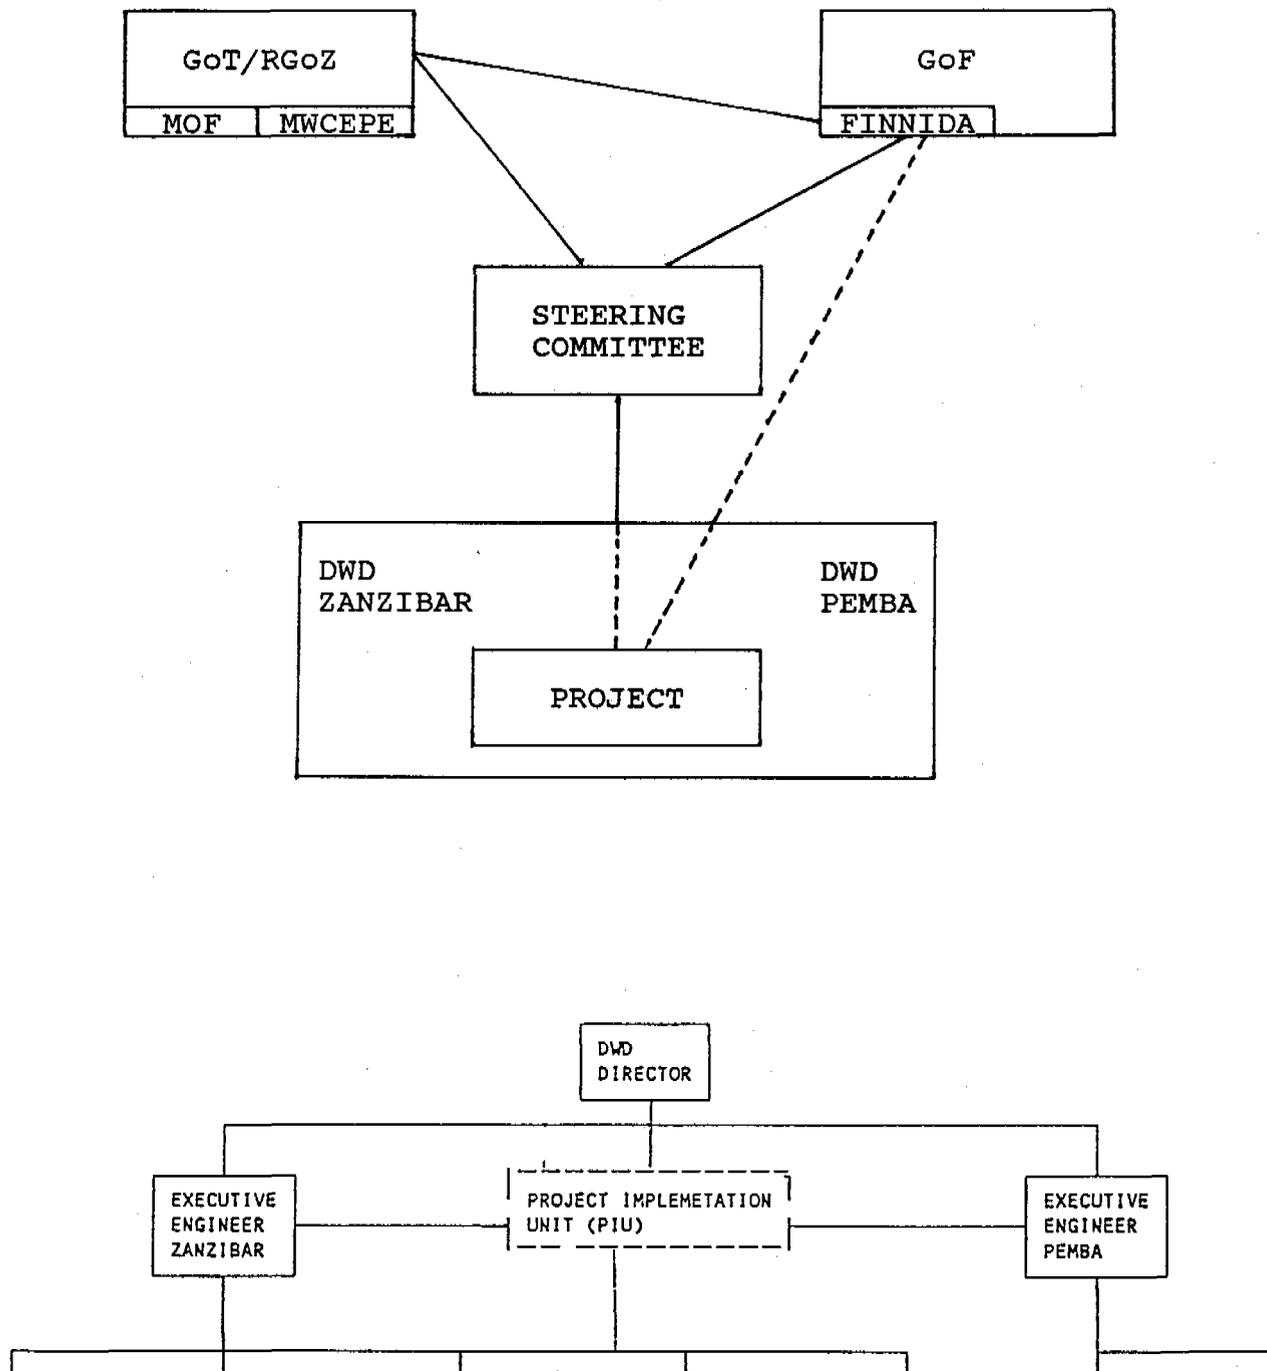 GoT/RGoZ
GoF
MOF
MWCEPE
FINNIDA
STEERING
COMMITTEE
DWD
ZANZIBAR
DWD
PEMBA
PROJECT
DWD
DIRECTOR
EXECUTIVE
ENGINEER
ZANZIBAR
PROJECT IMPLEMETATION
UNIT (PIU)
EXECUTIVE
ENGINEER
PEMBA